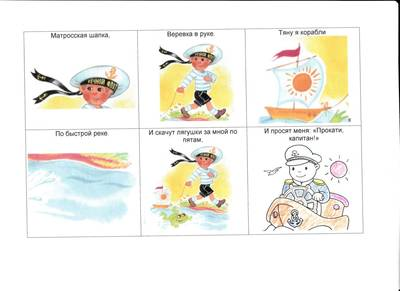 Матросская шапка,
Веревка в руке.
Тяну я корабли
По быстрой реке.
И скачут лягушки за мной по
пятам,
И просят меня: «Прокати,
капитан!»